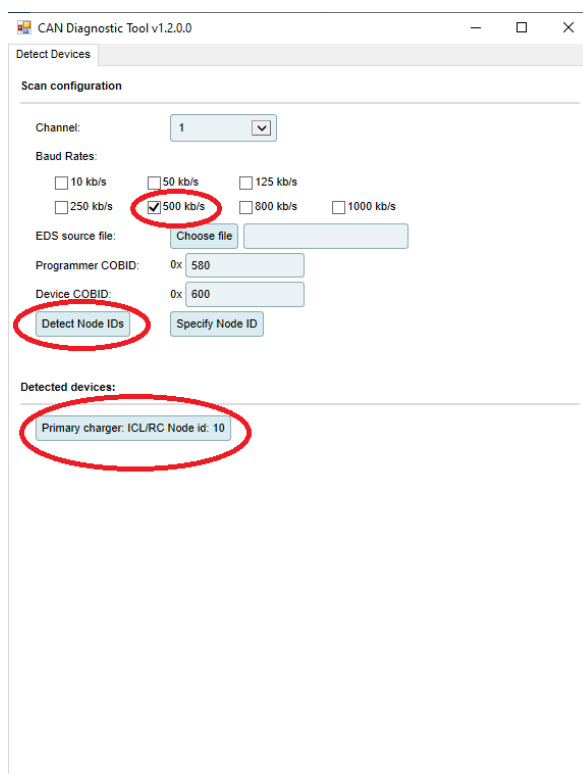 CAN Diagnostic Tool v1.2.0.0
Detect Devices
Scan configuration
Channel: 1
Baud Rates:
10 kb/s 50 kb/s 125 kb/s
250 kb/s 500 kb/s 800 kb/s 1000 kb/s
EDS source file: Choose file
Programmer COBID: 0x 580
Device COBID: 0x 600
Detect Node IDs Specify Node ID
Detected devices:
Primary charger: ICL/RC Node id: 10